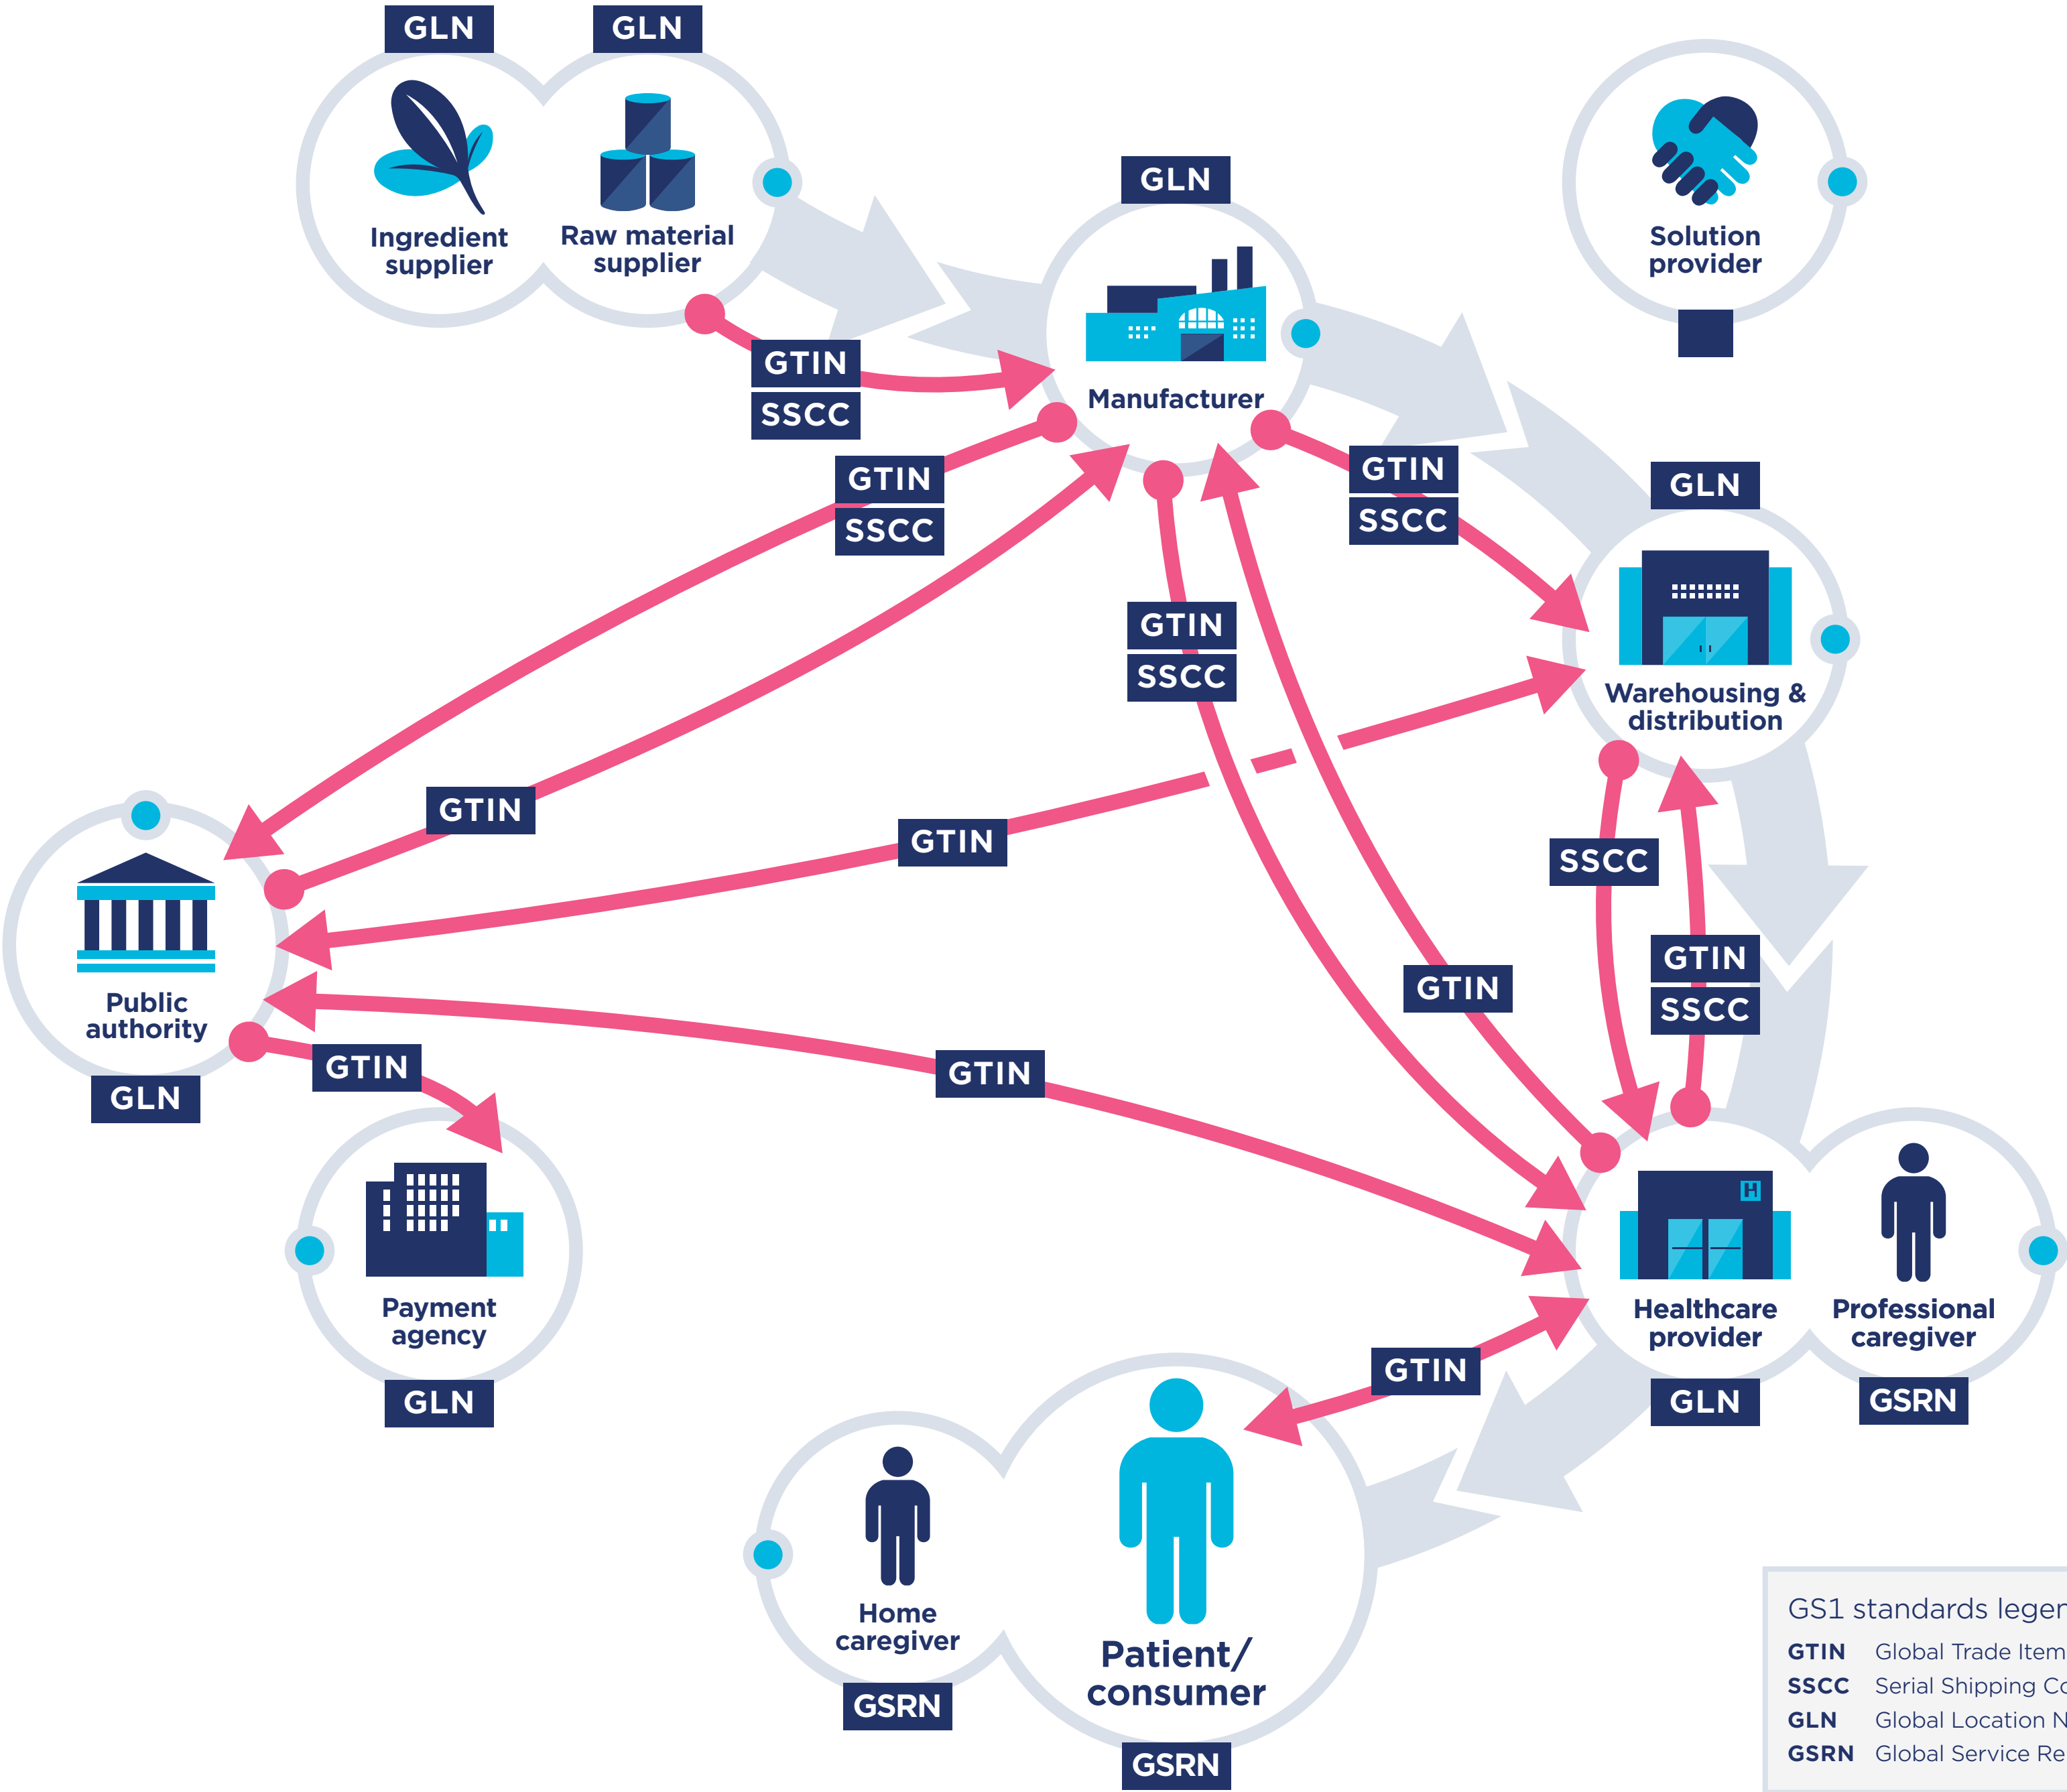 GLN
GLN
Ingredient
supplier
Raw material
supplier
GLN
Manufacturer
Solution
provider
GTIN
SSCC
GTIN
SSCC
GTIN
SSCC
GLN
Warehousing &
distribution
GTIN
SSCC
GTIN
GTIN
SSCC
GTIN
SSCC
GTIN
Public
authority
GLN
GTIN
GTIN
Payment
agency
GLN
Healthcare
provider
GLN
Professional
caregiver
GSRN
GTIN
Home
caregiver
GSRN
Patient/
consumer
GSRN
GS1 standards
GTIN Global Trade Item
SSCC Serial Shipping
GLN Global Location
GSRN Global Service